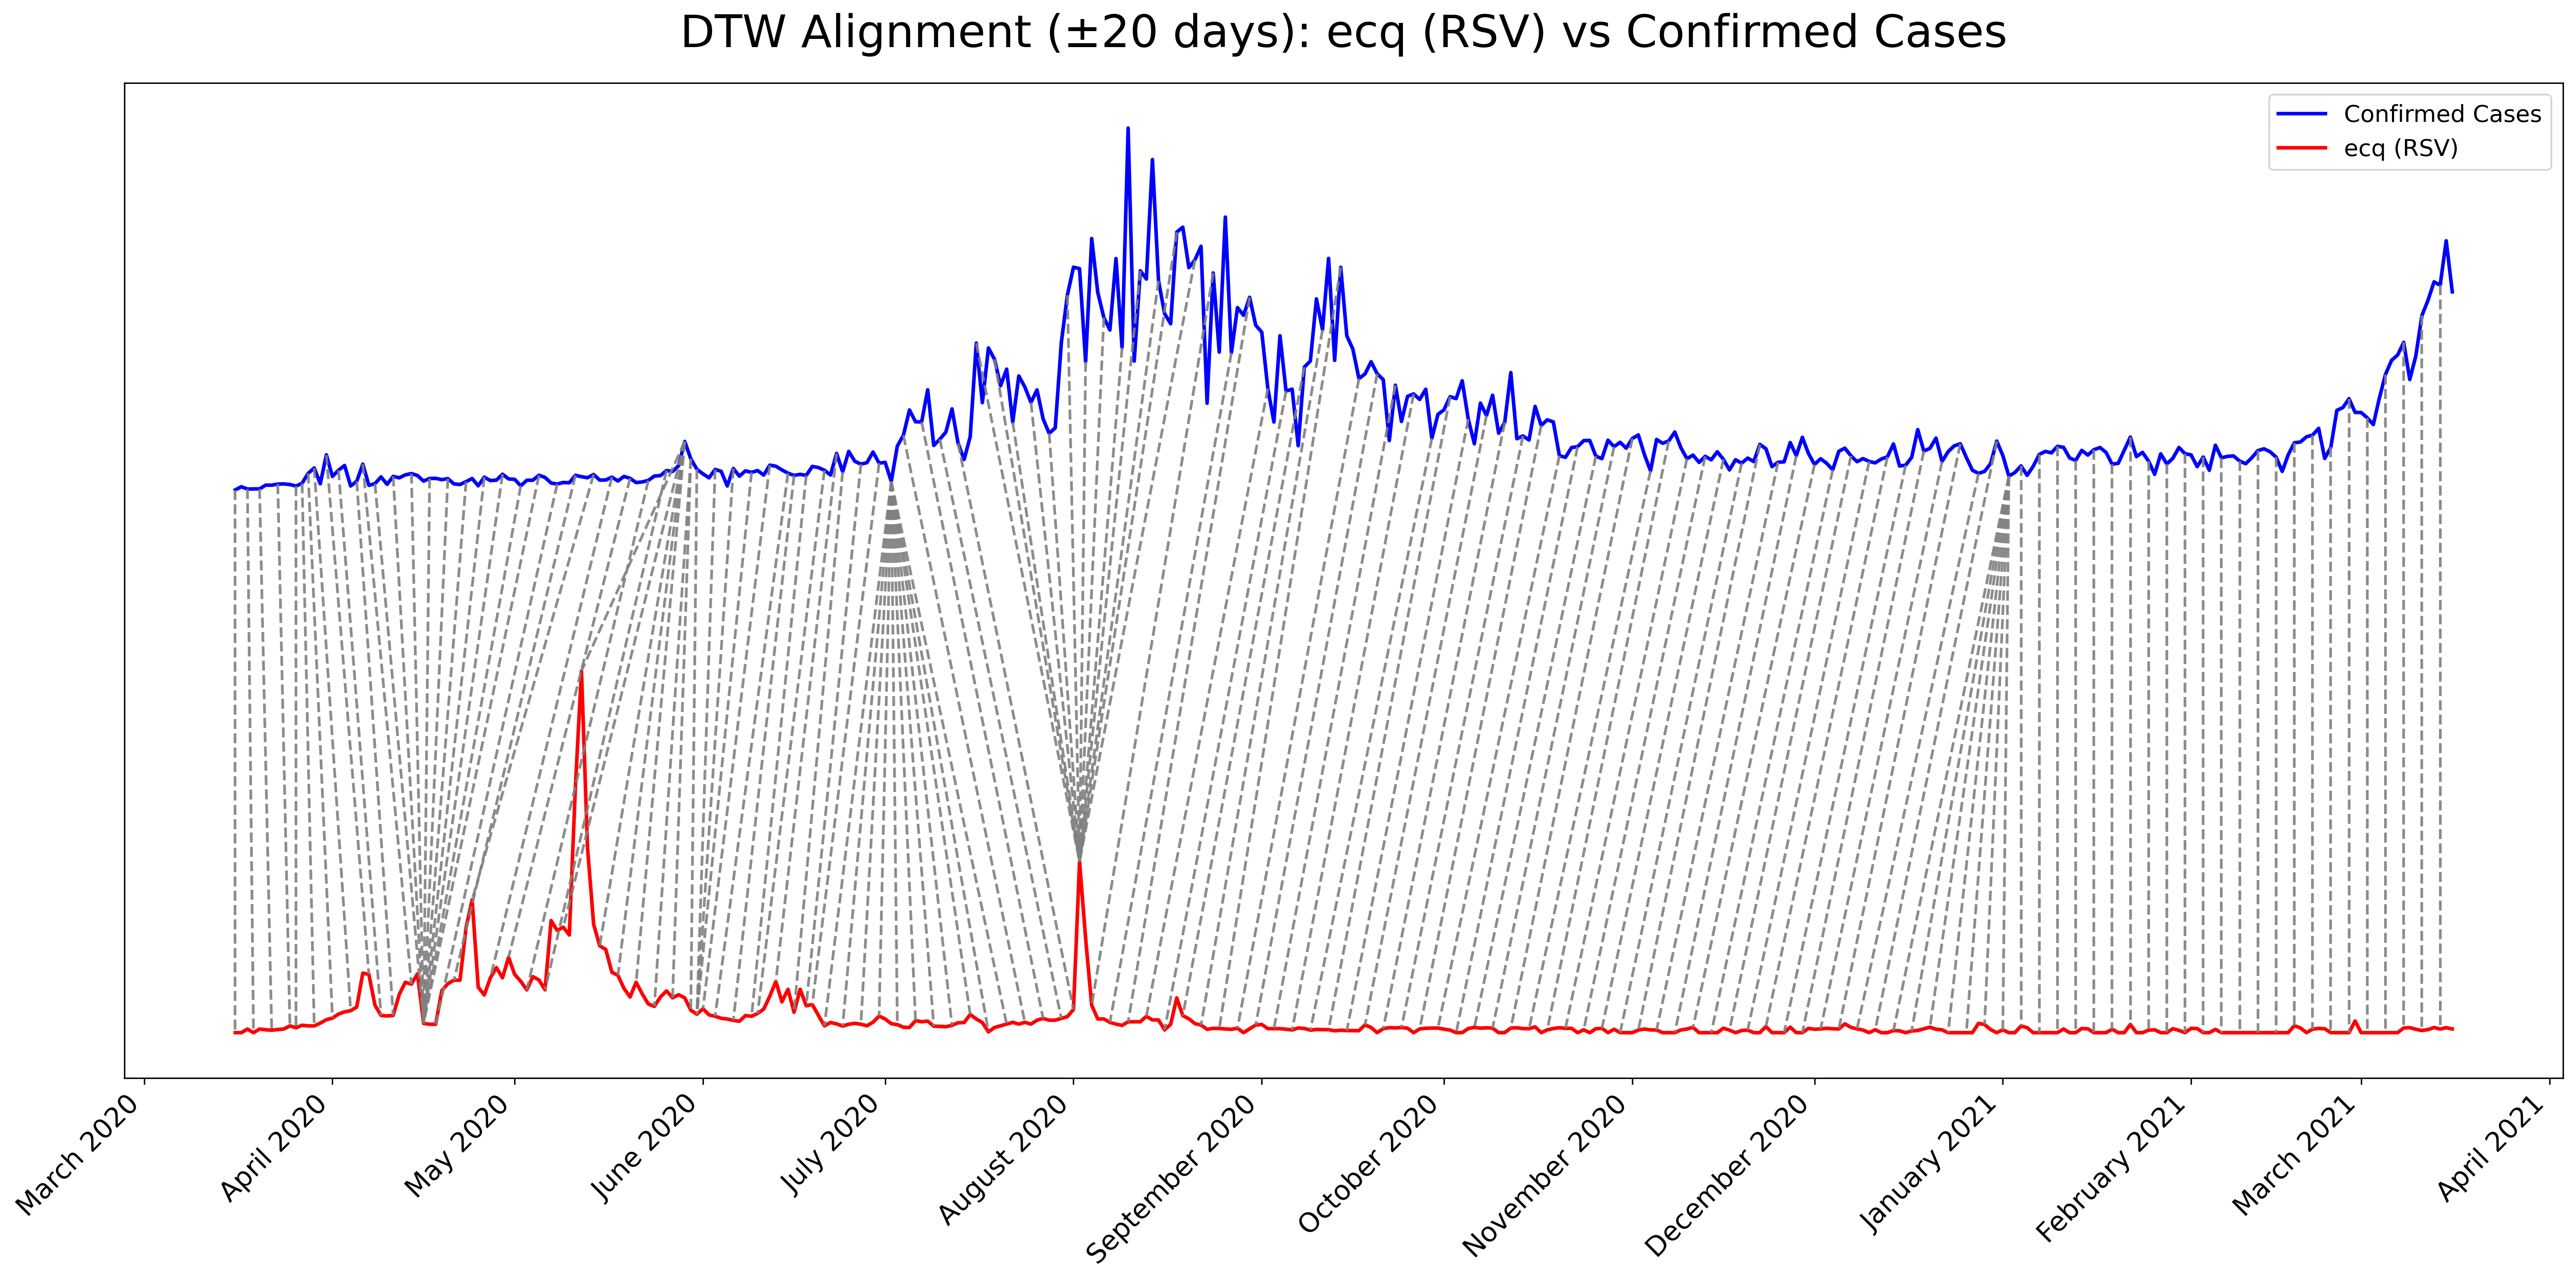 DTW Alignment (±20 days): ecq (RSV) vs Confirmed Cases
Confirmed Cases
ecq (RSV)
March 2020
April 2020
May 2020
June 2020
July 2020
August 2020
September 2020
October 2020
November 2020
December 2020
January 2021
February 2021
March 2021
April 2021